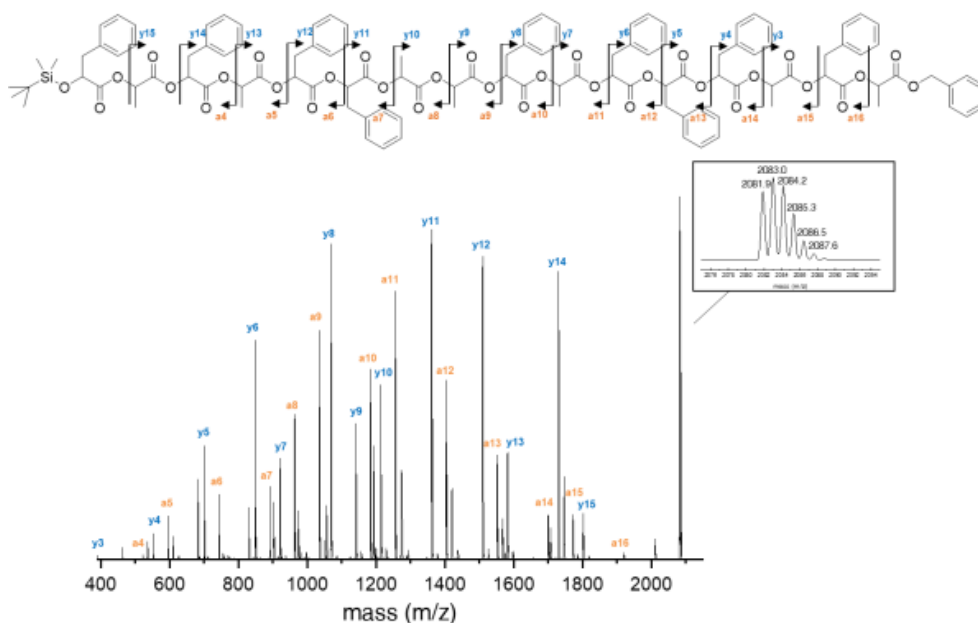 y15 y14 y13 y12 y11 y10 y9 y8 y7 y6 y5 y4 y3
Si
O O O O O O O O O O O O O O O O O
O O O O O O O O O O O O O O O O
a4 a5 a6 a7 a8 a9 a10 a11 a12 a13 a14 a15 a16
2083.0
2081.9 2084.2
2085.3
2086.5
2087.6
mass (m/z)
y11
y8
y12
y14
a11
a9
y6
a10
y10
a12
a8
y9
y5
y7
a13
y13
a7
a6
a5
y4
a14
a15
y15
y3
a4
a16
400 600 800 1000 1200 1400 1600 1800 2000
mass (m/z)